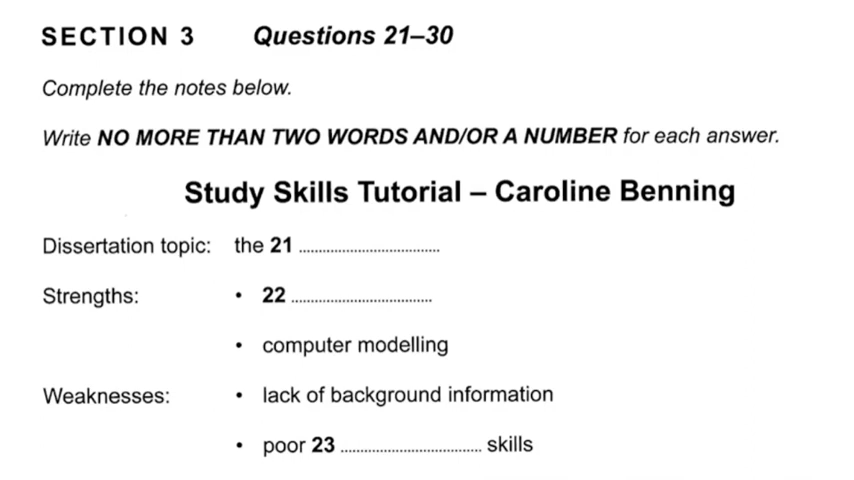 SECTION 3 Questions 21–30
Complete the notes below.
Write NO MORE THAN TWO WORDS AND/OR A NUMBER for each answer.
Study Skills Tutorial – Caroline Benning
Dissertation topic: the 21 ....................................
Strengths: • 22 ....................................
• computer modelling
Weaknesses: • lack of background information
• poor 23 .................................... skills